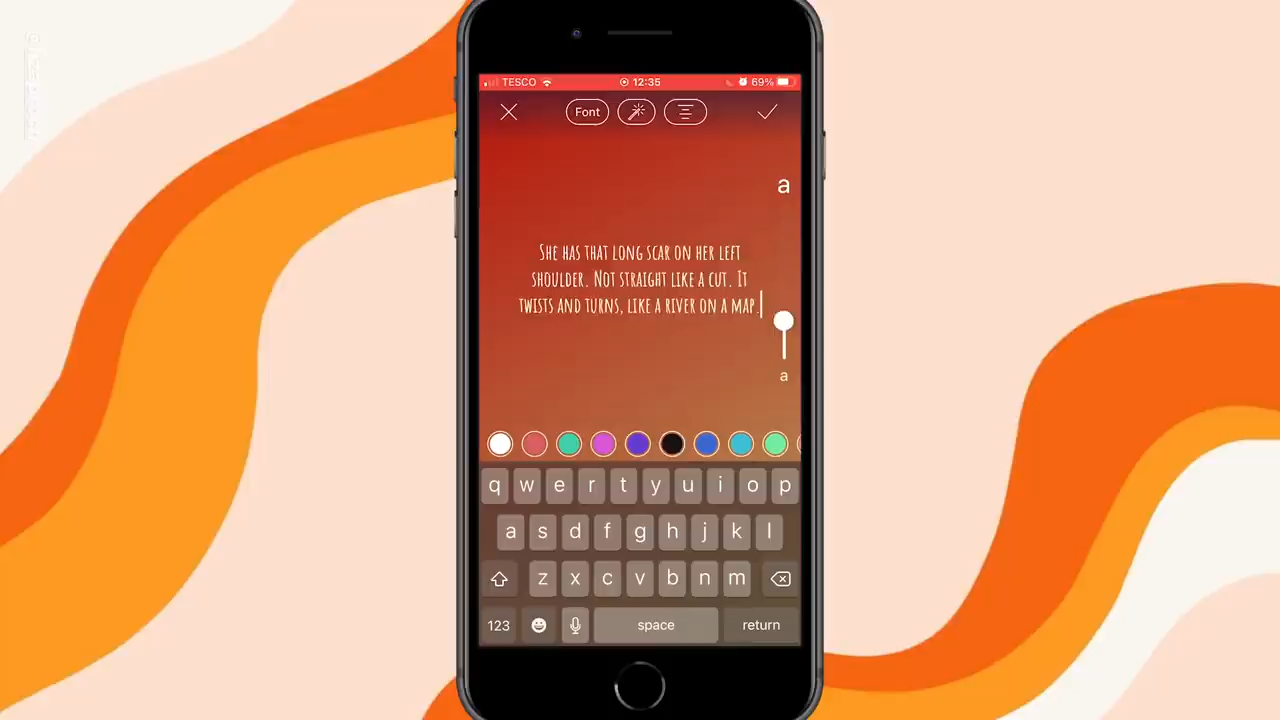 TESCO 12:35 69%
Font
a
She has that long scar on her left
shoulder. Not straight like a cut. It
twists and turns, like a river on a map.
a
q w e r t y u i o p
a s d f g h j k l
z x c v b n m
123 space return